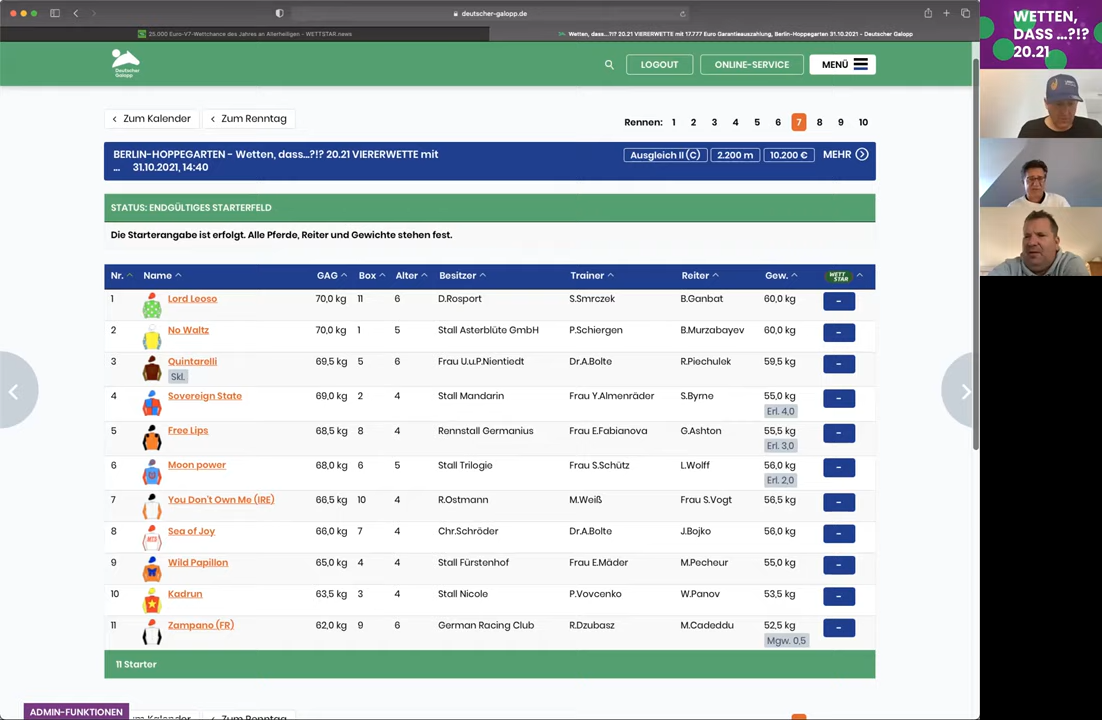 deutscher-galopp.de
25.000 Euro-V7-Wettchance des Jahres an Allerheiligen - WETTSTAR.news
Wetten, dass...?!? 20.21 VIERERWETTE mit 17.777 Euro Garantieauszahlung, Berlin-Hoppegarten 31.10.2021 - Deutscher Galopp
WETTEN,
DASS ...?!?
20.21
Deutscher
Galopp
LOGOUT
ONLINE-SERVICE
MENÜ
Zum Kalender
Zum Renntag
Rennen: 1 2 3 4 5 6 7 8 9 10
BERLIN-HOPPEGARTEN - Wetten, dass...?!? 20.21 VIERERWETTE mit
... 31.10.2021, 14:40
Ausgleich II (C) 2.200 m 10.200 € MEHR
STATUS: ENDGÜLTIGES STARTERFELD
Die Starterangabe ist erfolgt. Alle Pferde, Reiter und Gewichte stehen fest.
Nr. Name GAG Box Alter Besitzer Trainer Reiter Gew. WETTSTAR
1 Lord Leoso 70,0 kg 11 6 D.Rosport S.Smrczek B.Ganbat 60,0 kg -
2 No Waltz 70,0 kg 1 5 Stall Asterblüte GmbH P.Schiergen B.Murzabayev 60,0 kg -
3 Quintarelli 69,5 kg 5 6 Frau U.u.P.Nientiedt Dr.A.Bolte R.Piechulek 59,5 kg -
Skl.
4 Sovereign State 69,0 kg 2 4 Stall Mandarin Frau Y.Almenräder S.Byrne 55,0 kg -
Erl. 4,0
5 Free Lips 68,5 kg 8 4 Rennstall Germanius Frau E.Fabianova G.Ashton 55,5 kg -
Erl. 3,0
6 Moon power 68,0 kg 6 5 Stall Trilogie Frau S.Schütz L.Wolff 56,0 kg -
Erl. 2,0
7 You Don't Own Me (IRE) 66,5 kg 10 4 R.Ostmann M.Weiß Frau S.Vogt 56,5 kg -
8 Sea of Joy 66,0 kg 7 4 Chr.Schröder Dr.A.Bolte J.Bojko 56,0 kg -
9 Wild Papillon 65,0 kg 4 4 Stall Fürstenhof Frau E.Mäder M.Pecheur 55,0 kg -
10 Kadrun 63,5 kg 3 4 Stall Nicole P.Vovcenko W.Panov 53,5 kg -
11 Zampano (FR) 62,0 kg 9 6 German Racing Club R.Dzubasz M.Cadeddu 52,5 kg -
Mgw. 0,5
11 Starter
ADMIN-FUNKTIONEN
um Kalender
Zum Renntag